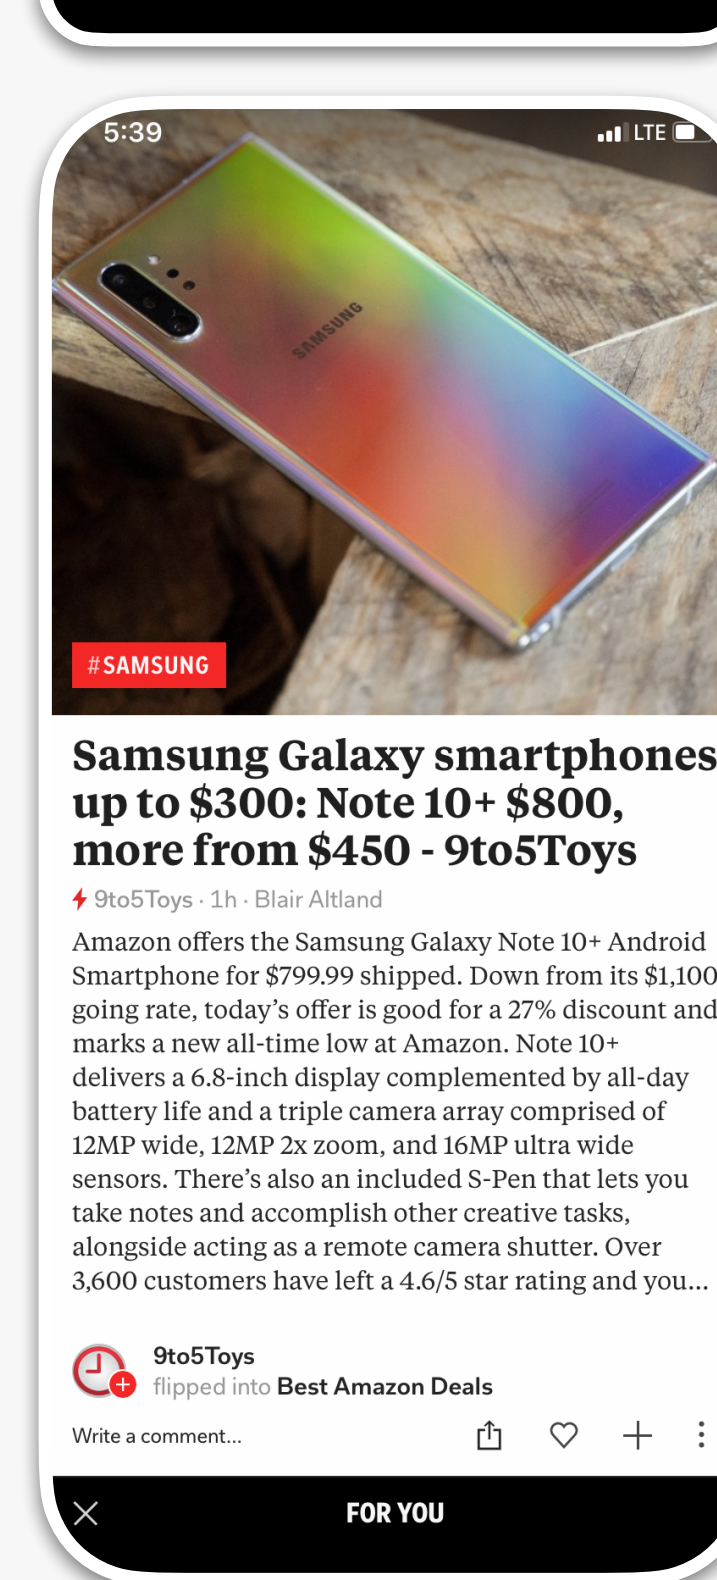 5:39
LTE
SAMSUNG
#SAMSUNG
Samsung Galaxy smartphones
up to $300: Note 10+ $800,
more from $450 - 9to5Toys
9to5Toys · 1h · Blair Altland
Amazon offers the Samsung Galaxy Note 10+ Android
Smartphone for $799.99 shipped. Down from its $1,100
going rate, today’s offer is good for a 27% discount and
marks a new all-time low at Amazon. Note 10+
delivers a 6.8-inch display complemented by all-day
battery life and a triple camera array comprised of
12MP wide, 12MP 2x zoom, and 16MP ultra wide
sensors. There’s also an included S-Pen that lets you
take notes and accomplish other creative tasks,
alongside acting as a remote camera shutter. Over
3,600 customers have left a 4.6/5 star rating and you...
9to5Toys
flipped into Best Amazon Deals
Write a comment...
FOR YOU